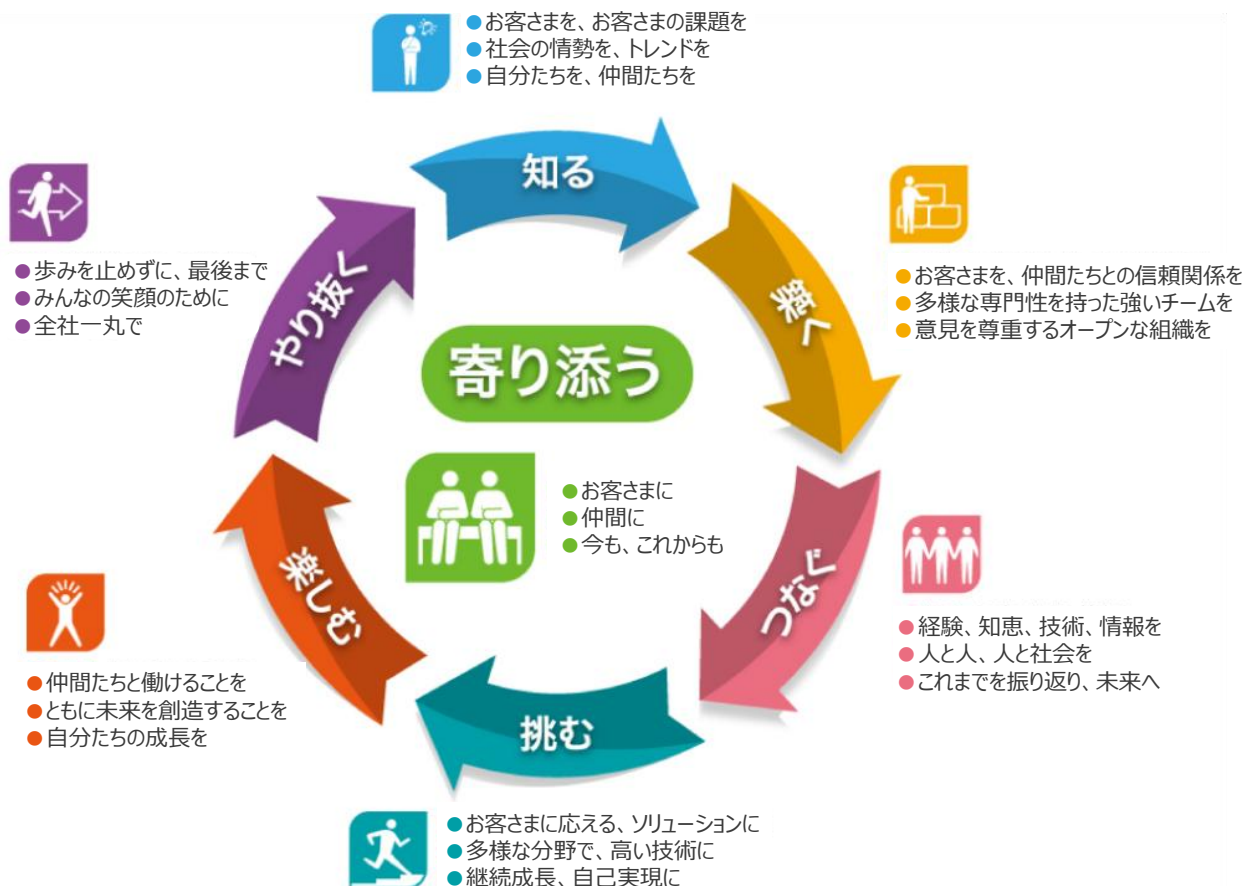 お客さまを、お客さまの課題を
社会の情勢を、トレンドを
自分たちを、仲間たちを
知る
歩みを止めずに、最後まで
みんなの笑顔のために
全社一丸で
やり抜く
築く
お客さまを、仲間たちとの信頼関係を
多様な専門性を持った強いチームを
意見を尊重するオープンな組織を
寄り添う
お客さまに
仲間に
今も、これからも
つなぐ
経験、知恵、技術、情報を
人と人、人と社会を
これまでを振り返り、未来へ
楽しむ
仲間たちと働けることを
ともに未来を創造することを
自分たちの成長を
挑む
お客さまに応える、ソリューションに
多様な分野で、高い技術に
継続成長、自己実現に